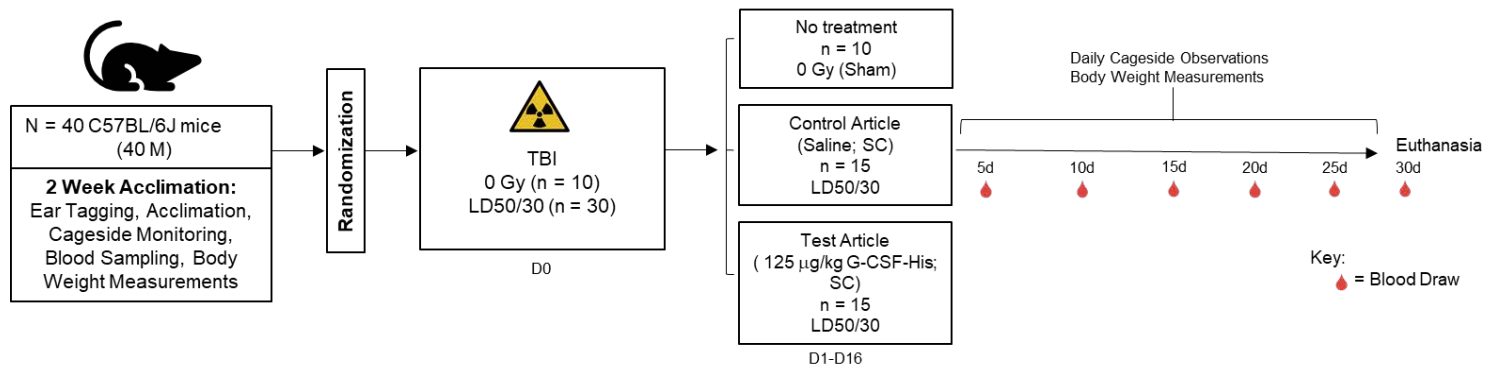 N = 40 C57BL/6J mice
(40 M)
2 Week Acclimation:
Ear Tagging, Acclimation,
Cageside Monitoring,
Blood Sampling, Body
Weight Measurements
Randomization
TBI
0 Gy (n = 10)
LD50/30 (n = 30)
D0
No treatment
n = 10
0 Gy (Sham)
Control Article
(Saline; SC)
n = 15
LD50/30
Test Article
( 125 µg/kg G-CSF-His;
SC)
n = 15
LD50/30
D1-D16
Daily Cageside Observations
Body Weight Measurements
Euthanasia
5d
10d
15d
20d
25d
30d
Key:
= Blood Draw